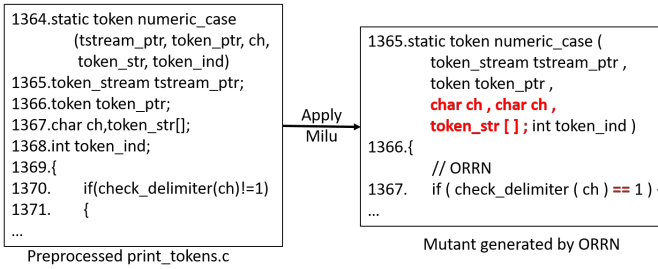 1364.static token numeric_case
(tstream_ptr, token_ptr, ch,
token_str, token_ind)
1365.token_stream tstream_ptr;
1366.token token_ptr;
1367.char ch,token_str[];
1368.int token_ind;
1369.{
1370. if(check_delimiter(ch)!=1)
1371. {
...
Preprocessed print_tokens.c
Apply
Milu
1365.static token numeric_case (
token_stream tstream_ptr ,
token token_ptr ,
char ch , char ch ,
token_str [ ] ; int token_ind )
1366.{
// ORRN
1367. if ( check_delimiter ( ch ) == 1 ) {
...
Mutant generated by ORRN